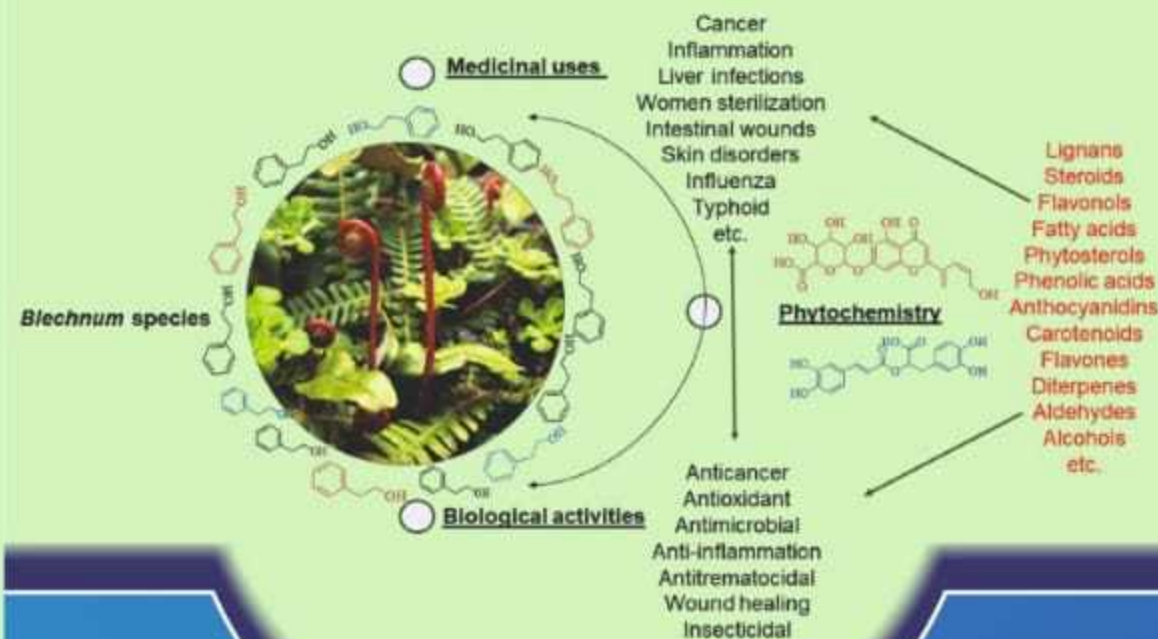 Medicinal uses
Cancer
Inflammation
Liver infections
Women sterilization
Intestinal wounds
Skin disorders
Influenza
Typhoid
etc.
Blechnum species
Phytochemistry
Lignans
Steroids
Flavonols
Fatty acids
Phytosterols
Phenolic acids
Anthocyanidins
Carotenoids
Flavones
Diterpenes
Aldehydes
Alcohols
etc.
Biological activities
Anticancer
Antioxidant
Antimicrobial
Anti-inflammation
Antitrematocidal
Wound healing
Insecticidal